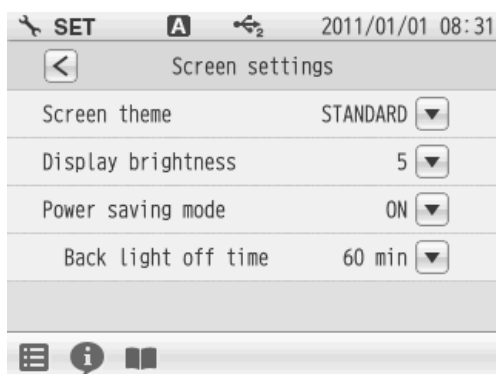 SET A 2 2011/01/01 08:31
Screen settings
Screen theme STANDARD
Display brightness 5
Power saving mode ON
Back light off time 60 min